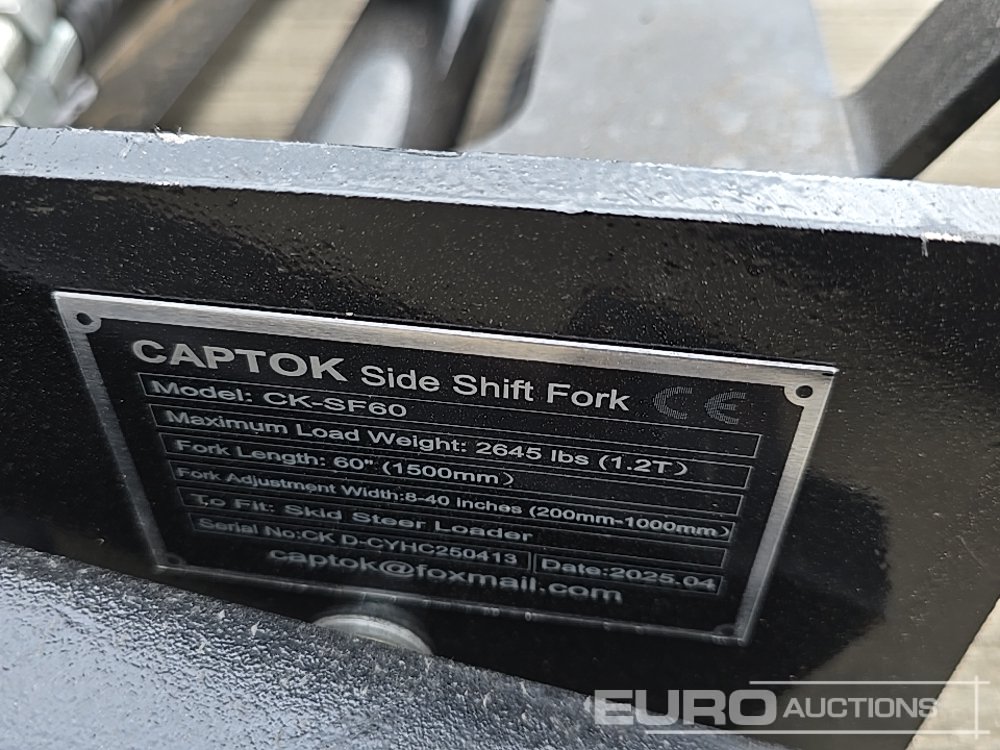 CAPTOK Side Shift Fork CE
Model: CK-SF60
Maximum Load Weight: 2645 lbs (1.2T)
Fork Length: 60" (1500mm)
Fork Adjustment Width:8-40 inches (200mm-1000mm)
To Fit: Skid Steer Loader
Serial No:CK D-CYHC250413 Date:2025.04
captok@foxmail.com
EURO AUCTIONS